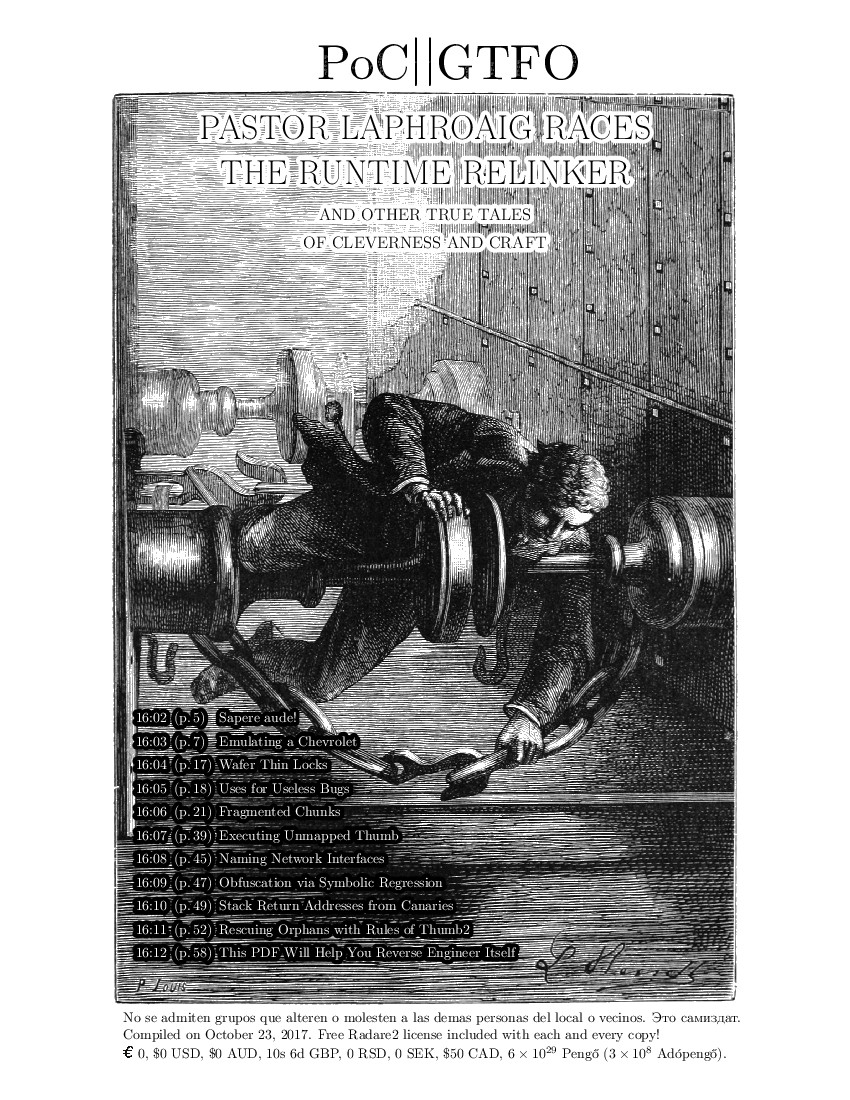 PoC||GTFO
PASTOR LAPHROAIG RACES
THE RUNTIME RELINKER
AND OTHER TRUE TALES
OF CLEVERNESS AND CRAFT
16:02 (p. 5) Sapere aude!
16:03 (p. 7) Emulating a Chevrolet
16:04 (p. 17) Wafer Thin Locks
16:05 (p. 18) Uses for Useless Bugs
16:06 (p. 21) Fragmented Chunks
16:07 (p. 39) Executing Unmapped Thumb
16:08 (p. 45) Naming Network Interfaces
16:09 (p. 47) Obfuscation via Symbolic Regression
16:10 (p. 49) Stack Return Addresses from Canaries
16:11 (p. 52) Rescuing Orphans with Rules of Thumb2
16:12 (p. 58) This PDF Will Help You Reverse Engineer Itself
P. Louis
No se admiten grupos que alteren o molesten a las demas personas del local o vecinos. Это самиздат.
Compiled on October 23, 2017. Free Radare2 license included with each and every copy!
€ 0, $0 USD, $0 AUD, 10s 6d GBP, 0 RSD, 0 SEK, $50 CAD, 6 × 10²⁹ Pengő (3 × 10⁸ Adópengő).